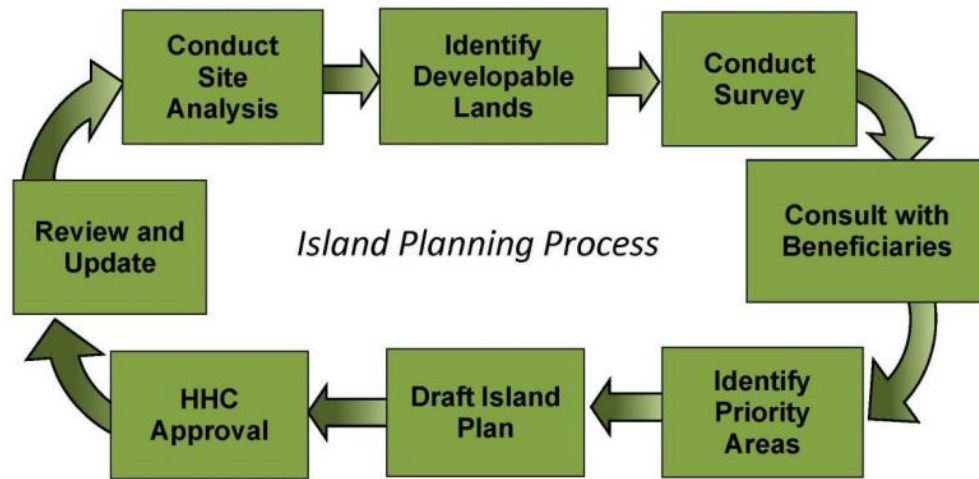 Conduct
Site
Analysis
Identify
Developable
Lands
Conduct
Survey
Consult with
Beneficiaries
Identify
Priority
Areas
Draft Island
Plan
HHC
Approval
Review and
Update
Island Planning Process